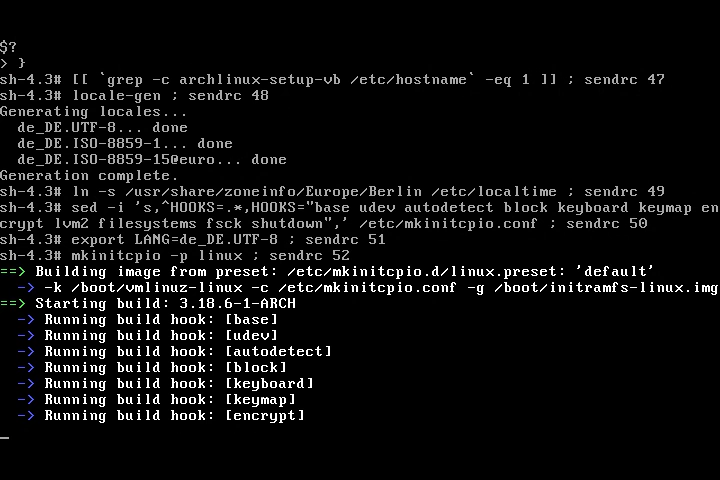 $?
> }
sh-4.3# [[ `grep -c archlinux-setup-vb /etc/hostname` -eq 1 ]] ; sendrc 47
sh-4.3# locale-gen ; sendrc 48
Generating locales...
  de_DE.UTF-8... done
  de_DE.ISO-8859-1... done
  de_DE.ISO-8859-15@euro... done
Generation complete.
sh-4.3# ln -s /usr/share/zoneinfo/Europe/Berlin /etc/localtime ; sendrc 49
sh-4.3# sed -i 's,^HOOKS=.*,HOOKS="base udev autodetect block keyboard keymap en
crypt lvm2 filesystems fsck shutdown",' /etc/mkinitcpio.conf ; sendrc 50
sh-4.3# export LANG=de_DE.UTF-8 ; sendrc 51
sh-4.3# mkinitcpio -p linux ; sendrc 52
==> Building image from preset: /etc/mkinitcpio.d/linux.preset: 'default'
  -> -k /boot/vmlinuz-linux -c /etc/mkinitcpio.conf -g /boot/initramfs-linux.img
==> Starting build: 3.18.6-1-ARCH
  -> Running build hook: [base]
  -> Running build hook: [udev]
  -> Running build hook: [autodetect]
  -> Running build hook: [block]
  -> Running build hook: [keyboard]
  -> Running build hook: [keymap]
  -> Running build hook: [encrypt]